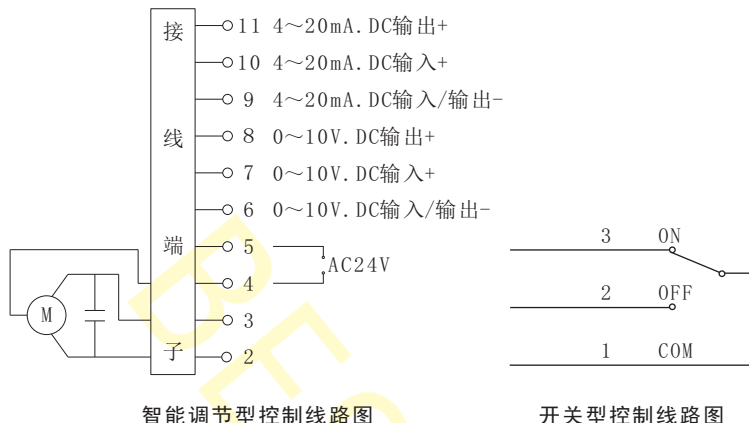 接线端子
11 4～20mA.DC输出+
10 4～20mA.DC输入+
9 4～20mA.DC输入/输出-
8 0～10V.DC输出+
7 0～10V.DC输入+
6 0～10V.DC输入/输出-
5
AC24V
4
3
2
M
智能调节型控制线路图
3 ON
2 OFF
1 COM
开关型控制线路图